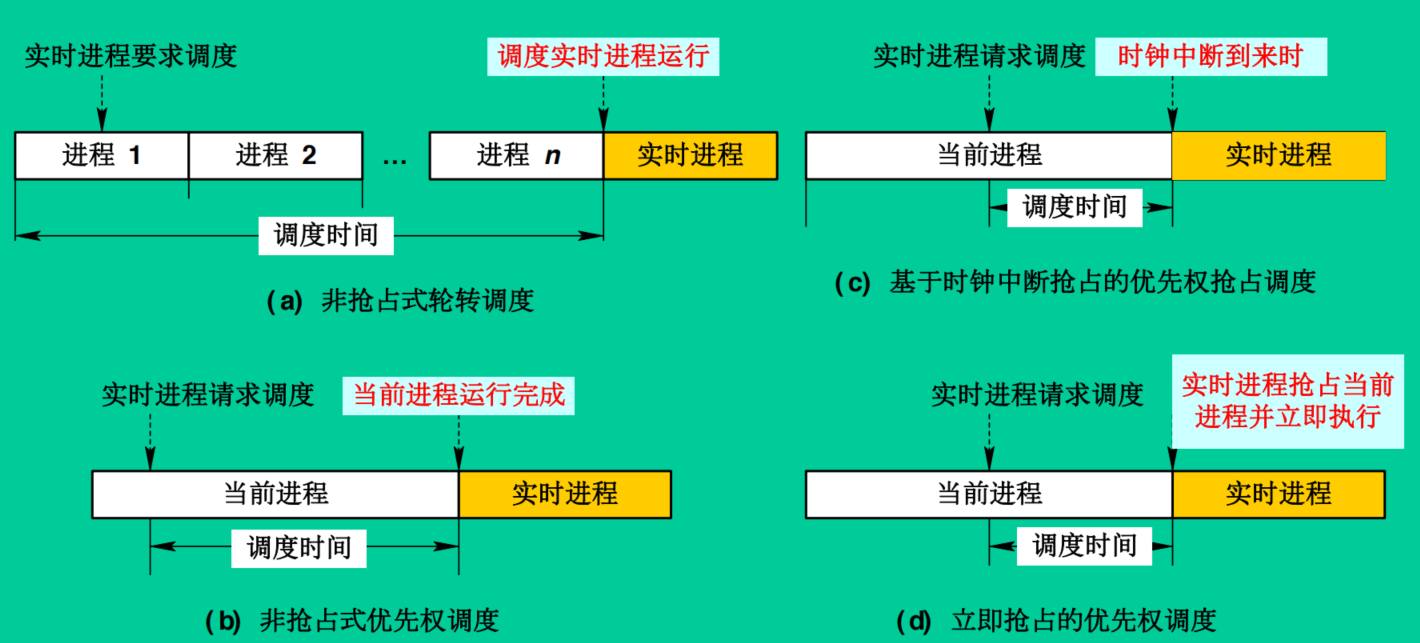 实时进程要求调度
调度实时进程运行
进程 1
进程 2
…
进程 n
实时进程
调度时间
(a) 非抢占式轮转调度
实时进程请求调度
时钟中断到来时
当前进程
实时进程
调度时间
(c) 基于时钟中断抢占的优先权抢占调度
实时进程请求调度
当前进程运行完成
当前进程
实时进程
调度时间
(b) 非抢占式优先权调度
实时进程请求调度
实时进程抢占当前
进程并立即执行
当前进程
实时进程
调度时间
(d) 立即抢占的优先权调度